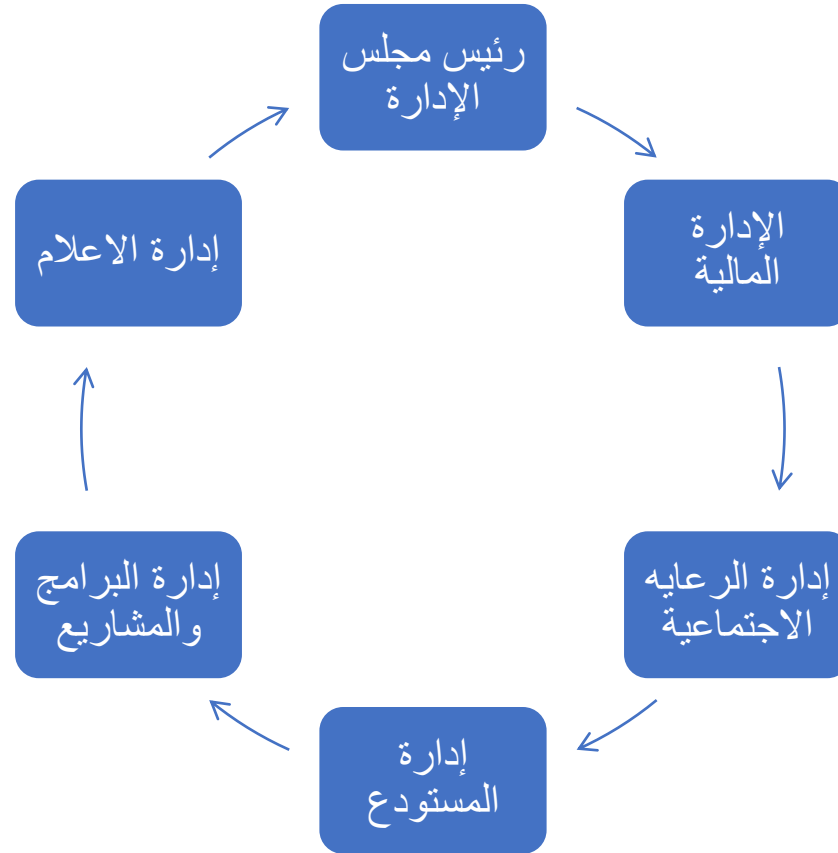 رئيس مجلس
الإدارة
الإدارة
المالية
إدارة الرعايه
الاجتماعية
إدارة
المستودع
إدارة البرامج
والمشاريع
إدارة الاعلام